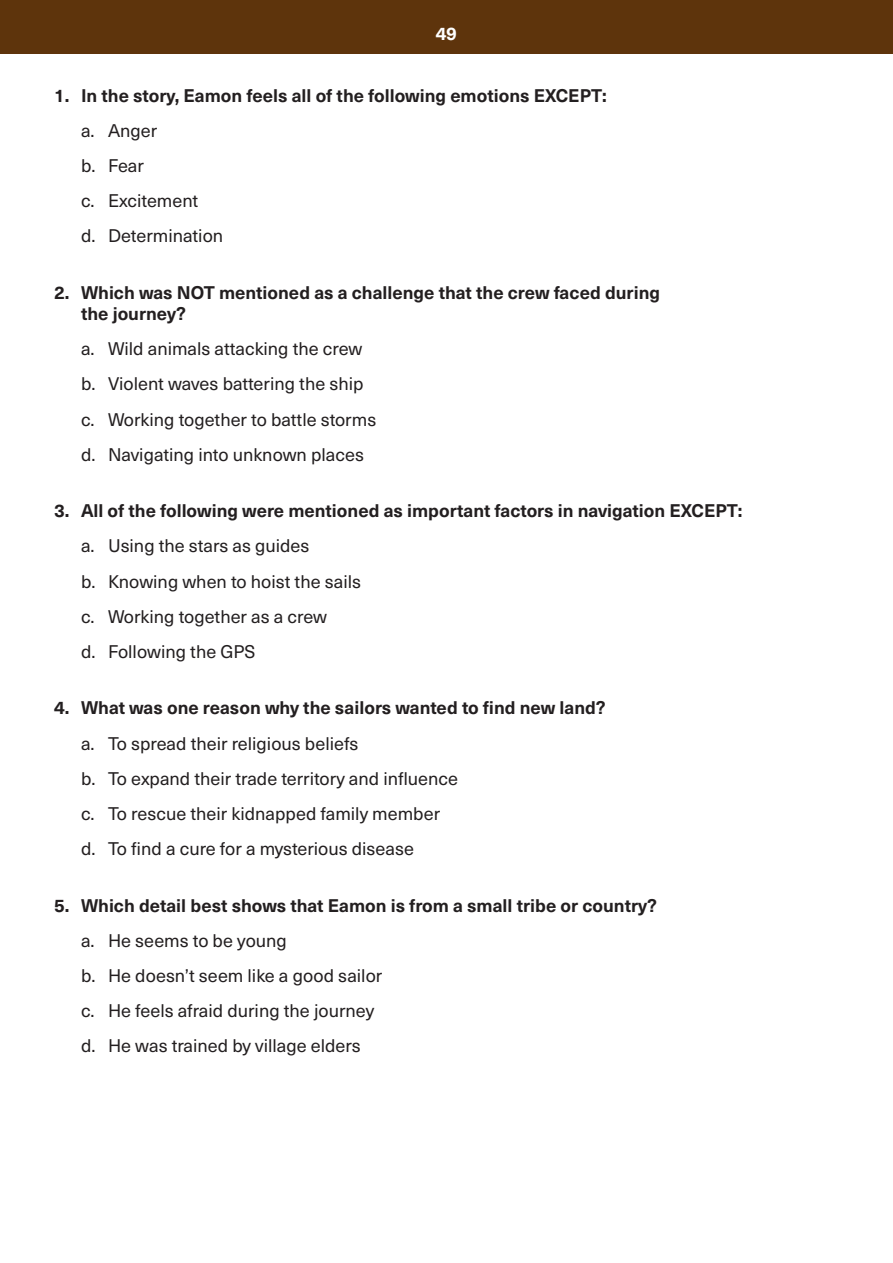 49
1. In the story, Eamon feels all of the following emotions EXCEPT:
a. Anger
b. Fear
c. Excitement
d. Determination
2. Which was NOT mentioned as a challenge that the crew faced during
the journey?
a. Wild animals attacking the crew
b. Violent waves battering the ship
c. Working together to battle storms
d. Navigating into unknown places
3. All of the following were mentioned as important factors in navigation EXCEPT:
a. Using the stars as guides
b. Knowing when to hoist the sails
c. Working together as a crew
d. Following the GPS
4. What was one reason why the sailors wanted to find new land?
a. To spread their religious beliefs
b. To expand their trade territory and influence
c. To rescue their kidnapped family member
d. To find a cure for a mysterious disease
5. Which detail best shows that Eamon is from a small tribe or country?
a. He seems to be young
b. He doesn’t seem like a good sailor
c. He feels afraid during the journey
d. He was trained by village elders